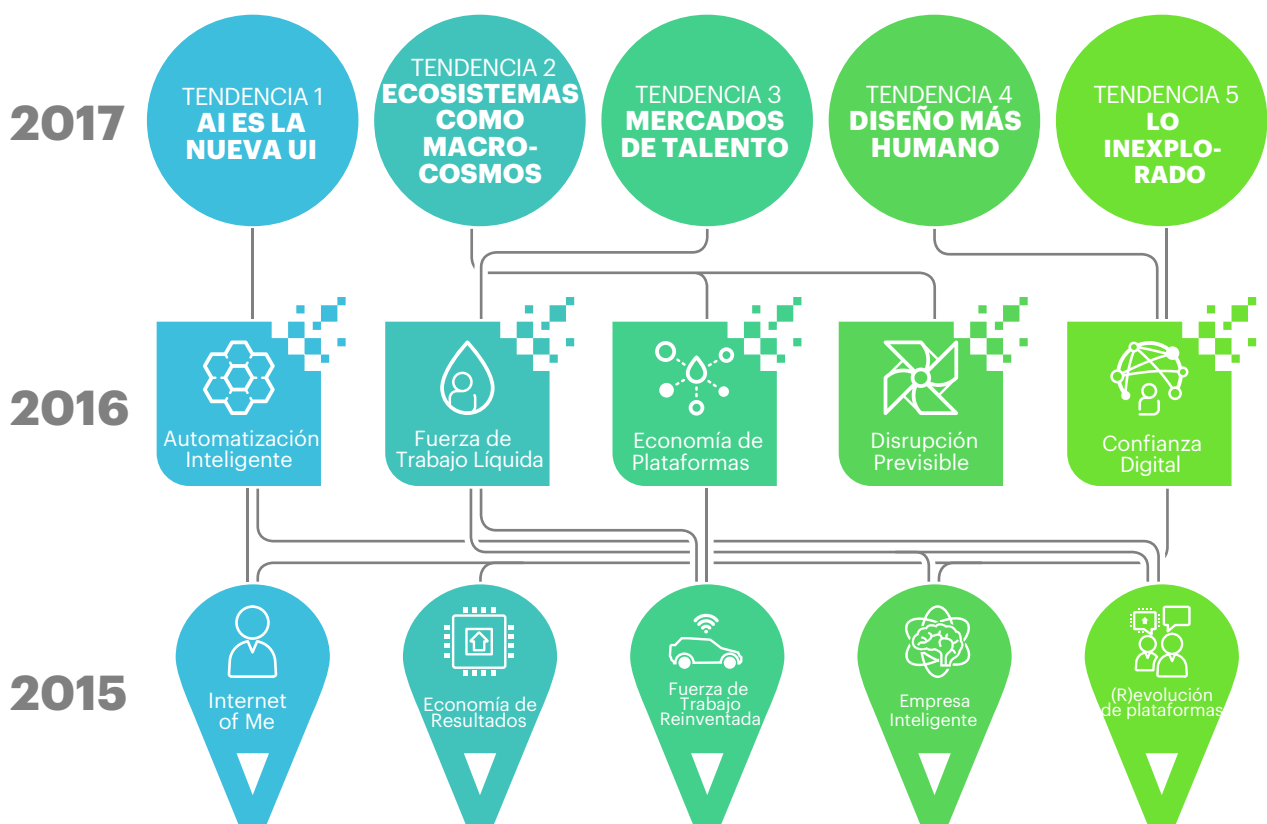 2017
TENDENCIA 1
AI ES LA
NUEVA UI
TENDENCIA 2
ECOSISTEMAS
COMO
MACRO-
COSMOS
TENDENCIA 3
MERCADOS
DE TALENTO
TENDENCIA 4
DISEÑO MÁS
HUMANO
TENDENCIA 5
LO
INEXPLO-
RADO
2016
Automatización
Inteligente
Fuerza de
Trabajo Líquida
Economía de
Plataformas
Disrupción
Previsible
Confianza
Digital
2015
Internet
of Me
Economía de
Resultados
Fuerza de
Trabajo
Reinventada
Empresa
Inteligente
(R)evolución
de plataformas